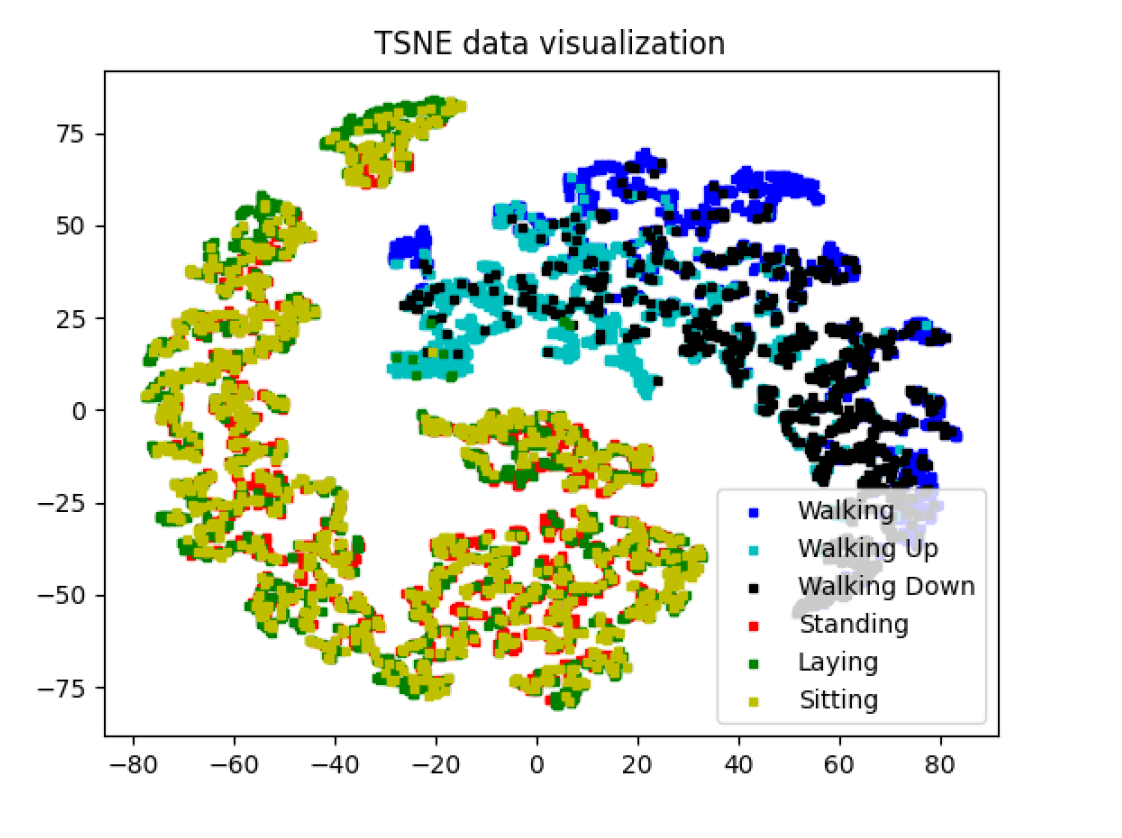 TSNE data visualization
75
50
25
0
−25
−50
−75
−80 −60 −40 −20 0 20 40 60 80
Walking
Walking Up
Walking Down
Standing
Laying
Sitting